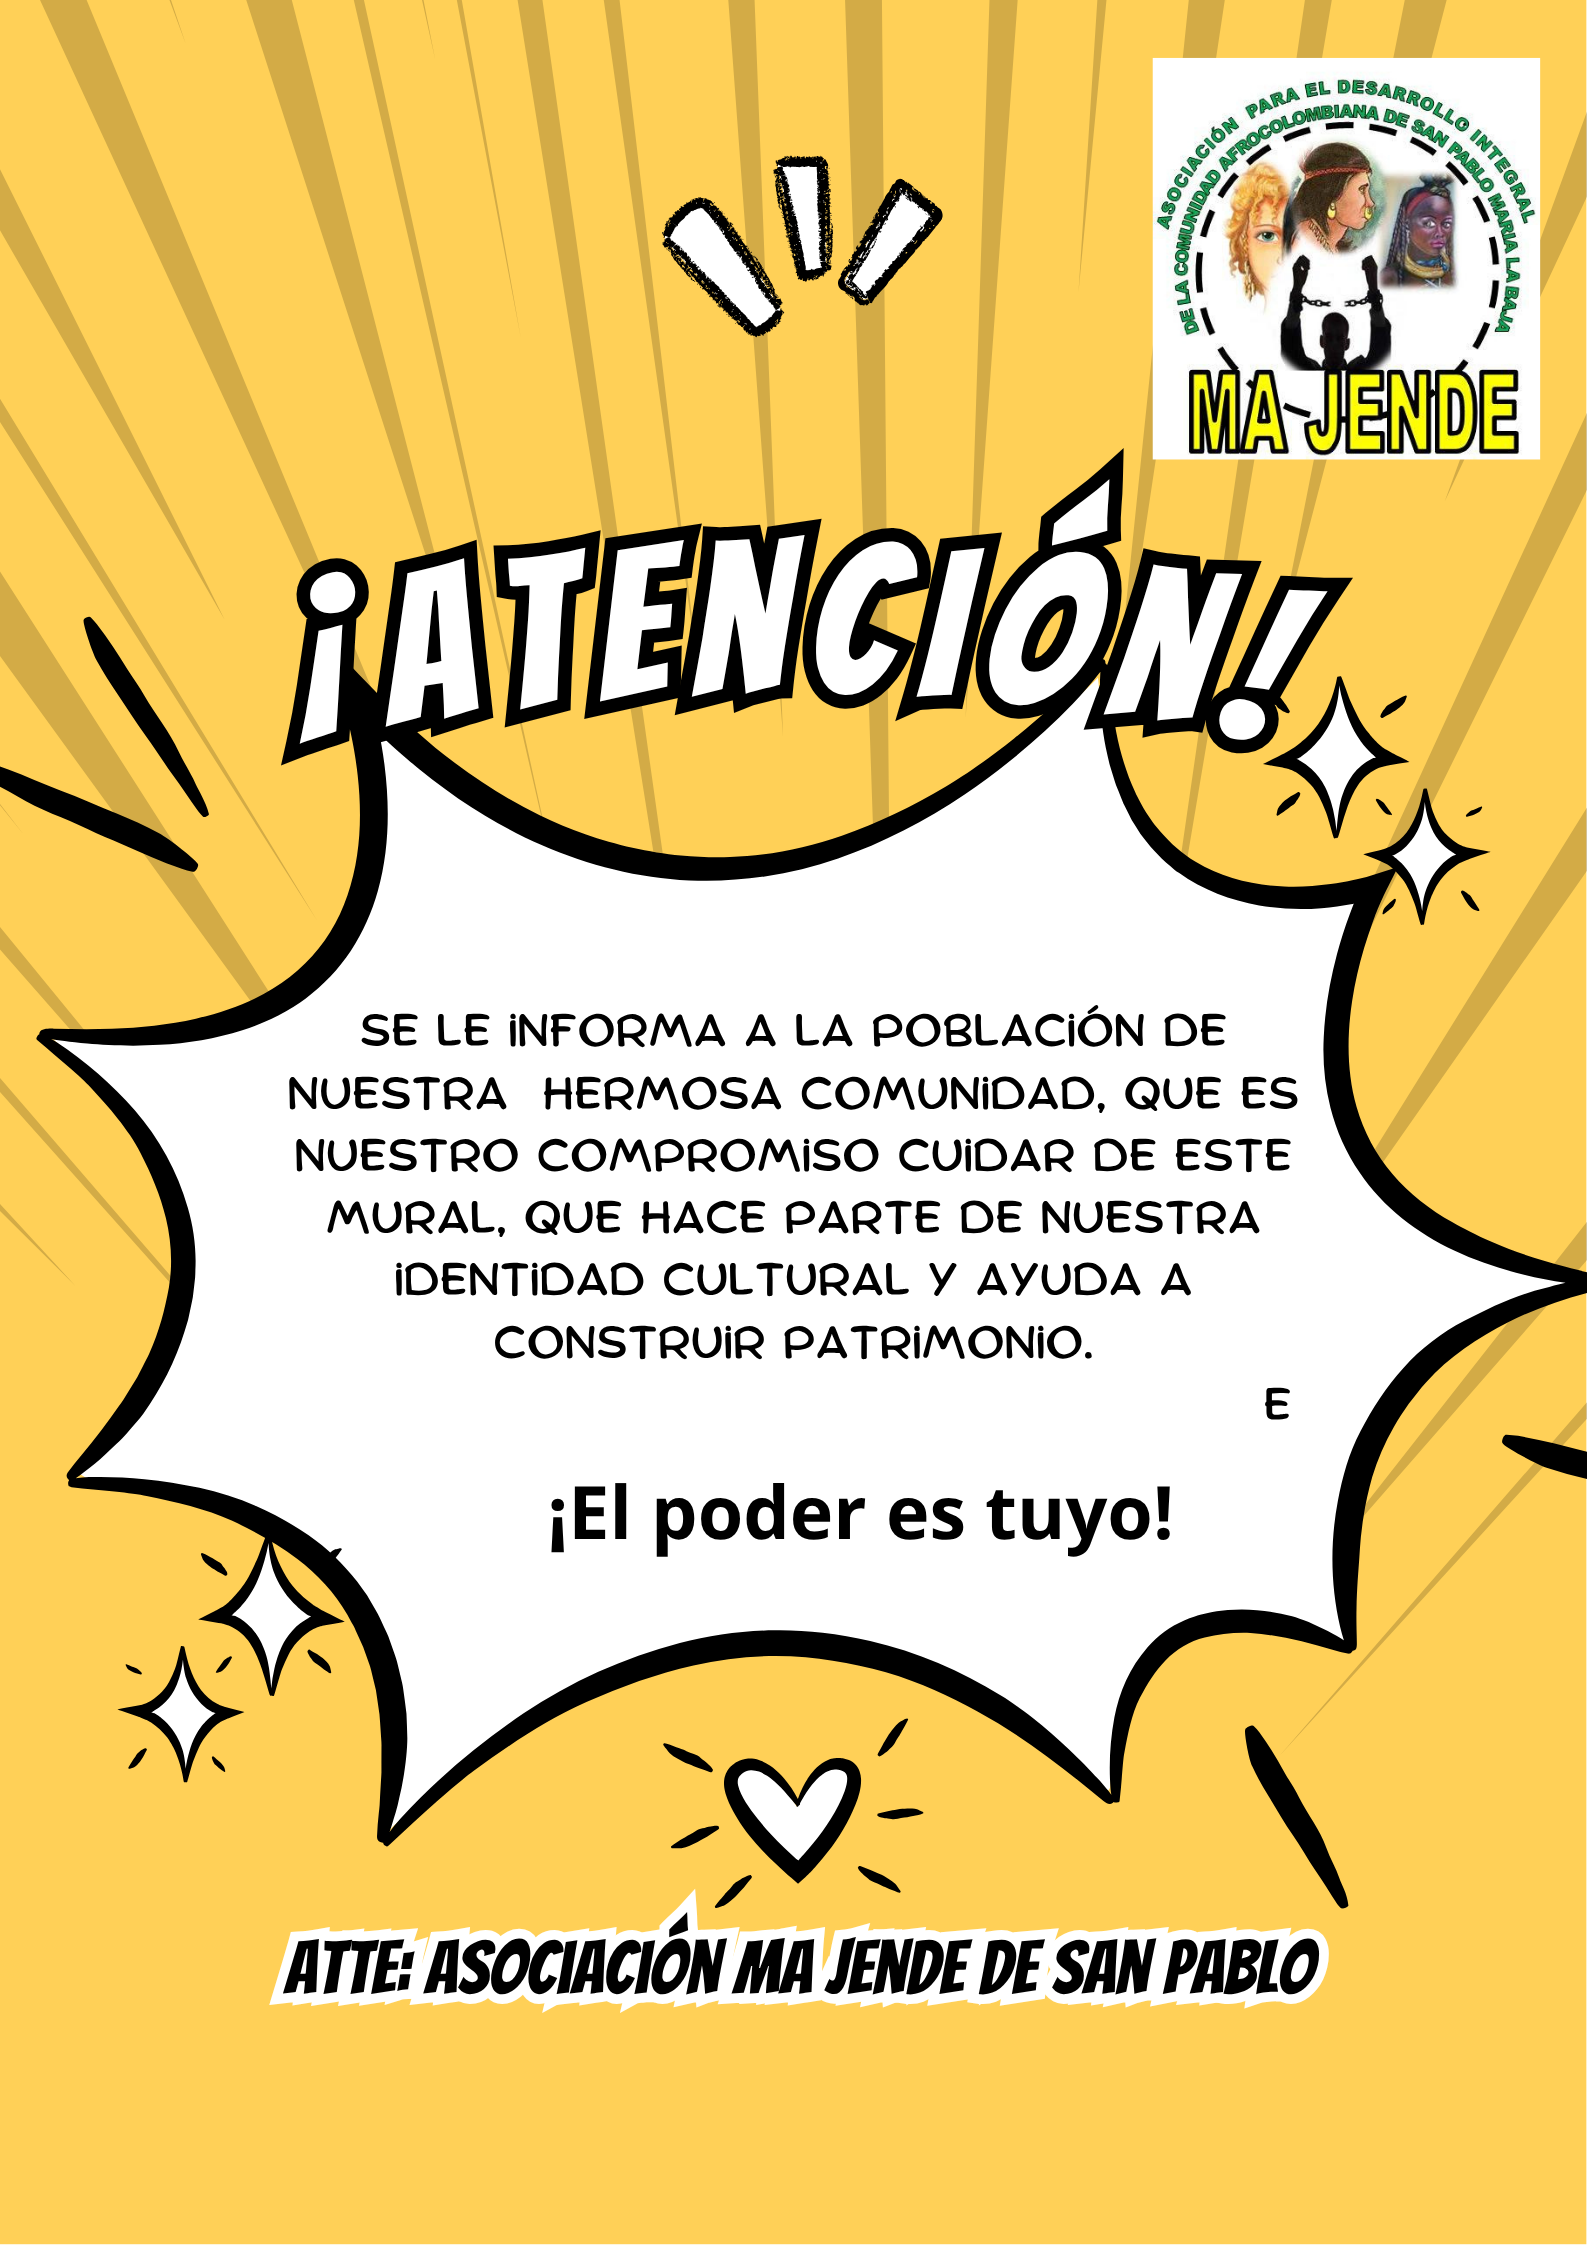 ASOCIACIÓN PARA EL DESARROLLO INTEGRAL
DE LA COMUNIDAD AFROCOLOMBIANA DE SAN PABLO MARIA LA BAJA
MA JENDE
¡ATENCIÓN!
SE LE INFORMA A LA POBLACIÓN DE
NUESTRA HERMOSA COMUNIDAD, QUE ES
NUESTRO COMPROMISO CUIDAR DE ESTE
MURAL, QUE HACE PARTE DE NUESTRA
IDENTIDAD CULTURAL Y AYUDA A
CONSTRUIR PATRIMONIO.
E
¡El poder es tuyo!
ATTE: ASOCIACIÓN MA JENDE DE SAN PABLO